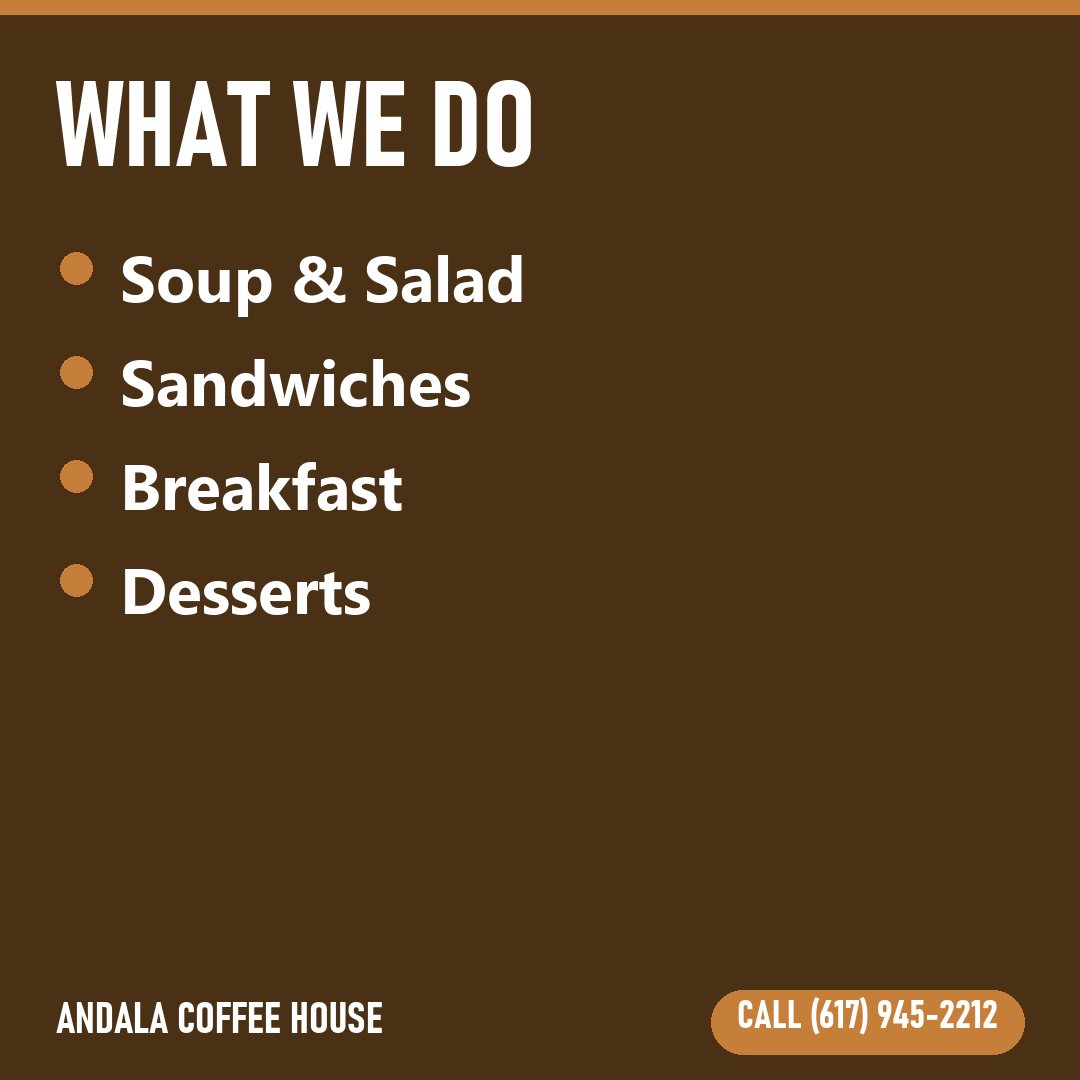 WHAT WE DO
Soup & Salad
Sandwiches
Breakfast
Desserts
ANDALA COFFEE HOUSE
CALL (617) 945-2212